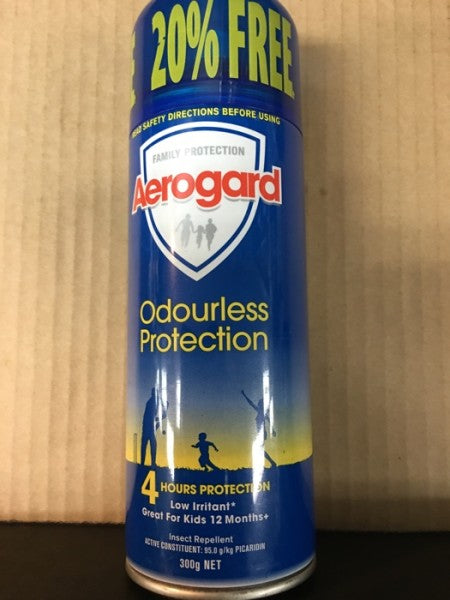 20% FREE
READ SAFETY DIRECTIONS BEFORE USING
FAMILY PROTECTION
Aerogard
Odourless
Protection
4 HOURS PROTECTION
Low Irritant*
Great For Kids 12 Months+
Insect Repellent
ACTIVE CONSTITUENT: 95.0 g/kg PICARIDIN
300g NET